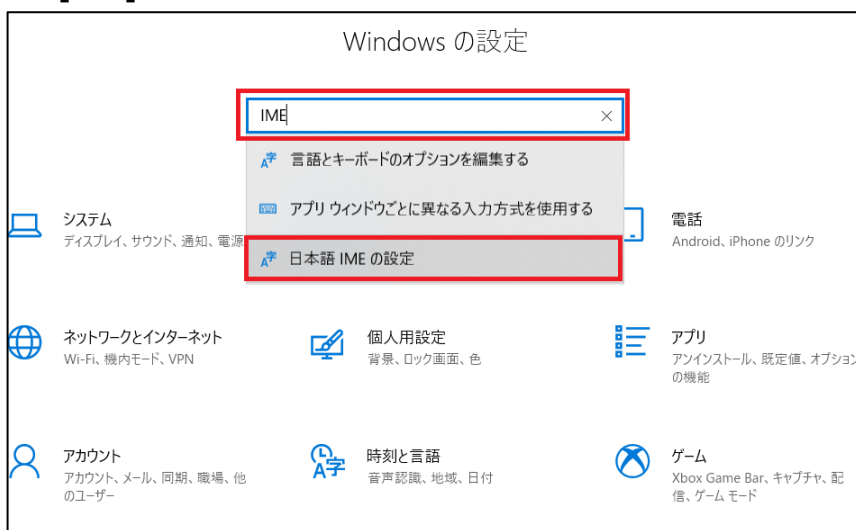 Windows の設定
IME
言語とキーボードのオプションを編集する
アプリ ウィンドウごとに異なる入力方式を使用する
日本語 IME の設定
システム
ディスプレイ、サウンド、通知、電源
電話
Android、iPhone のリンク
ネットワークとインターネット
Wi-Fi、機内モード、VPN
個人用設定
背景、ロック画面、色
アプリ
アンインストール、既定値、オプション
の機能
アカウント
アカウント、メール、同期、職場、他
のユーザー
時刻と言語
音声認識、地域、日付
ゲーム
Xbox Game Bar、キャプチャ、配
信、ゲーム モード